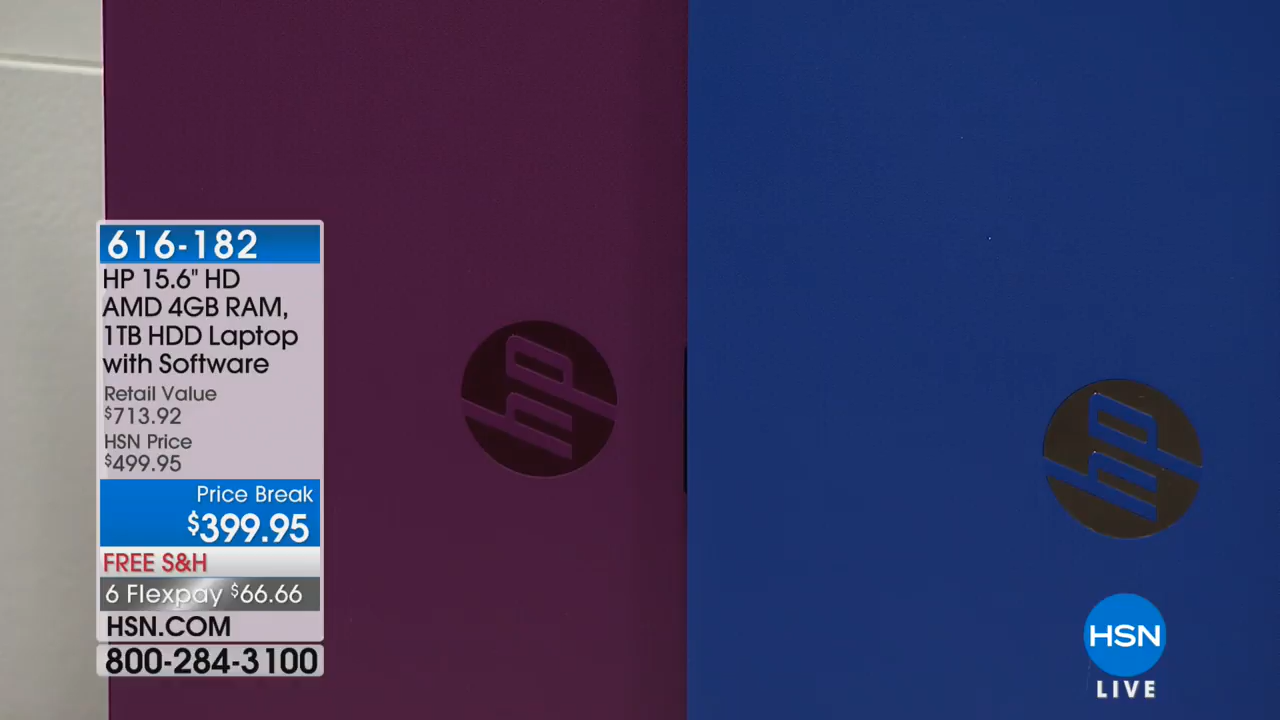 616-182
HP 15.6" HD
AMD 4GB RAM,
1TB HDD Laptop
with Software
Retail Value
$713.92
HSN Price
$499.95
Price Break
$399.95
FREE S&H
6 Flexpay $66.66
HSN.COM
800-284-3100
hp
hp
HSN
LIVE